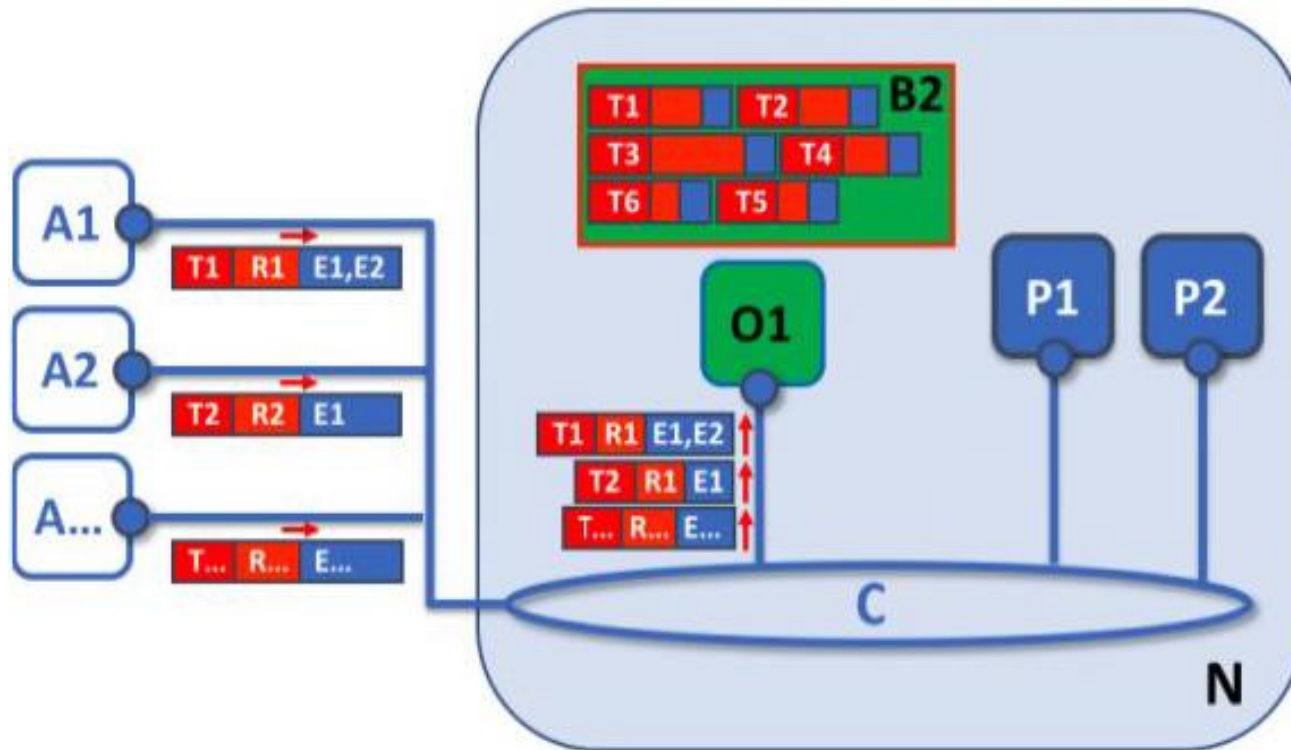 B2
T1 T2
T3 T4
T6 T5
A1
T1 R1 E1,E2
A2
T2 R2 E1
A...
T... R... E...
O1
T1 R1 E1,E2
T2 R1 E1
T... R... E...
P1 P2
C
N